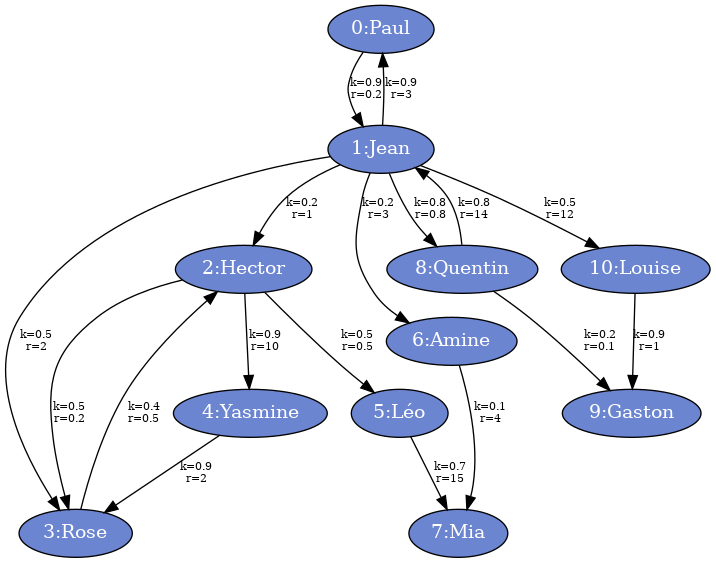 0:Paul
k=0.9
r=0.2
k=0.9
r=3
1:Jean
k=0.2
r=1
k=0.2
r=3
k=0.8
r=0.8
k=0.8
r=14
k=0.5
r=12
2:Hector
8:Quentin
10:Louise
k=0.5
r=2
6:Amine
k=0.9
r=10
k=0.5
r=0.5
k=0.2
r=0.1
k=0.9
r=1
k=0.5
r=0.2
k=0.4
r=0.5
4:Yasmine
5:Léo
k=0.1
r=4
9:Gaston
k=0.9
r=2
k=0.7
r=15
3:Rose
7:Mia